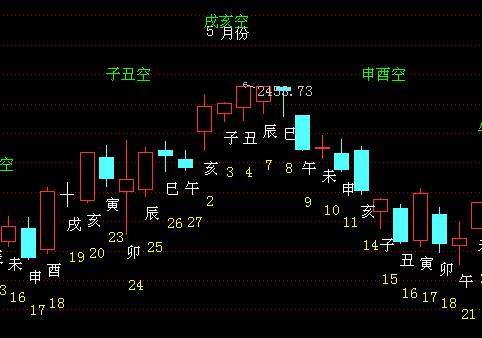 戌亥空
5 月份
子丑空
申酉空
2453.73
空
未 申 酉 戌 亥 寅 卯 辰 巳 午 亥 子 丑 辰 巳 午 未 申 亥 子 丑 寅 卯 午
3 16 17 18 19 20 23 24 25 26 27 2 3 4 7 8 9 10 11 14 15 16 17 18 21